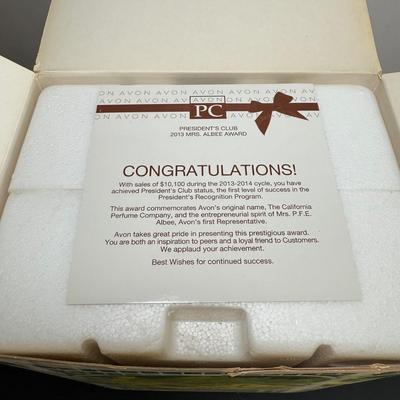 ON AVON AVON AVON AVON AVON AVON
PC
PRESIDENT'S CLUB
2013 MRS. ALBEE AWARD
CONGRATULATIONS!
With sales of $10,100 during the 2013-2014 cycle, you have
achieved President's Club status, the first level of success in the
President's Recognition Program.
This award commemorates Avon's original name, The California
Perfume Company, and the entrepreneurial spirit of Mrs. P.F.E.
Albee, Avon's first Representative.
Avon takes great pride in presenting this prestigious award.
You are both an inspiration to peers and a loyal friend to Customers.
We applaud your achievement.
Best Wishes for continued success.